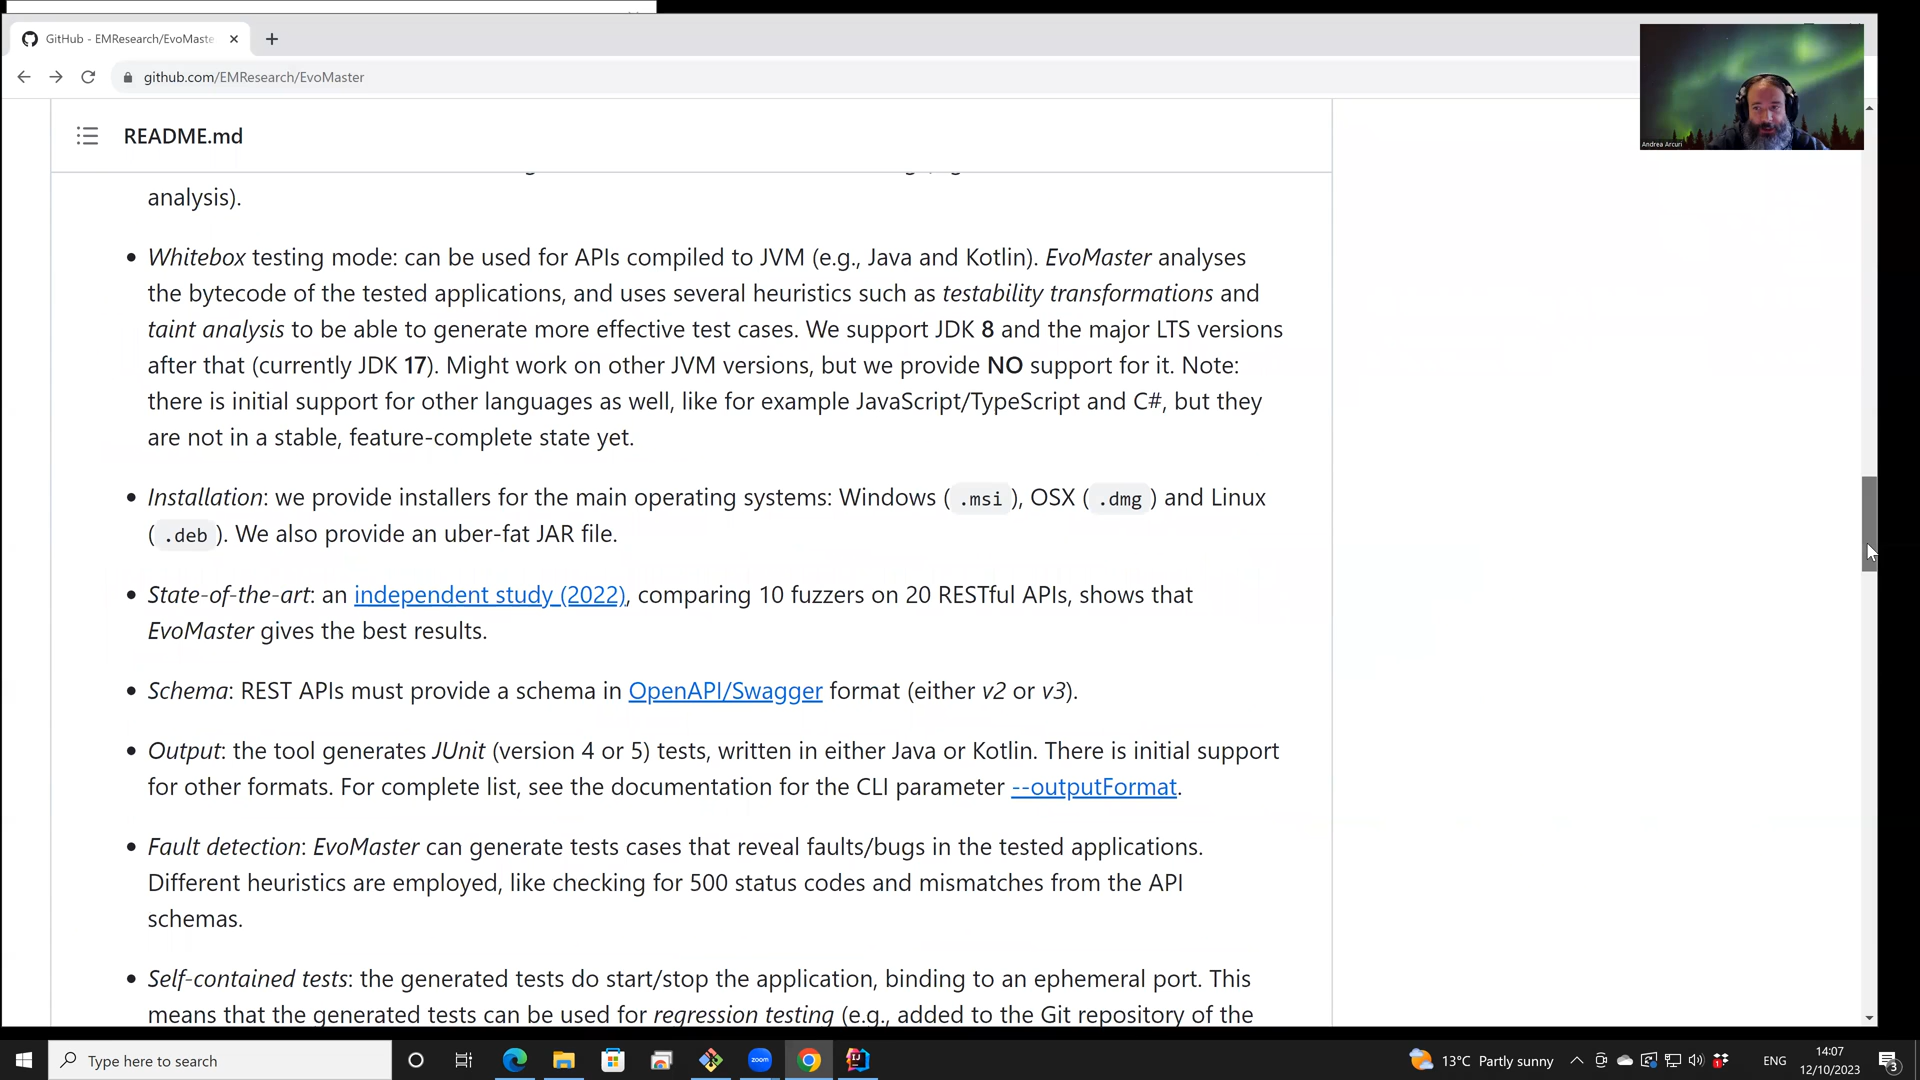 GitHub - EMResearch/EvoMaste
github.com/EMResearch/EvoMaster
Andrea Arcuri
README.md
analysis).
Whitebox testing mode: can be used for APIs compiled to JVM (e.g., Java and Kotlin). EvoMaster analyses
the bytecode of the tested applications, and uses several heuristics such as testability transformations and
taint analysis to be able to generate more effective test cases. We support JDK 8 and the major LTS versions
after that (currently JDK 17). Might work on other JVM versions, but we provide NO support for it. Note:
there is initial support for other languages as well, like for example JavaScript/TypeScript and C#, but they
are not in a stable, feature-complete state yet.
Installation: we provide installers for the main operating systems: Windows ( .msi ), OSX ( .dmg ) and Linux
( .deb ). We also provide an uber-fat JAR file.
State-of-the-art: an independent study (2022), comparing 10 fuzzers on 20 RESTful APIs, shows that
EvoMaster gives the best results.
Schema: REST APIs must provide a schema in OpenAPI/Swagger format (either v2 or v3).
Output: the tool generates JUnit (version 4 or 5) tests, written in either Java or Kotlin. There is initial support
for other formats. For complete list, see the documentation for the CLI parameter --outputFormat.
Fault detection: EvoMaster can generate tests cases that reveal faults/bugs in the tested applications.
Different heuristics are employed, like checking for 500 status codes and mismatches from the API
schemas.
Self-contained tests: the generated tests do start/stop the application, binding to an ephemeral port. This
means that the generated tests can be used for regression testing (e.g., added to the Git repository of the
Type here to search
zoom
13°C Partly sunny
ENG
14:07
12/10/2023
3